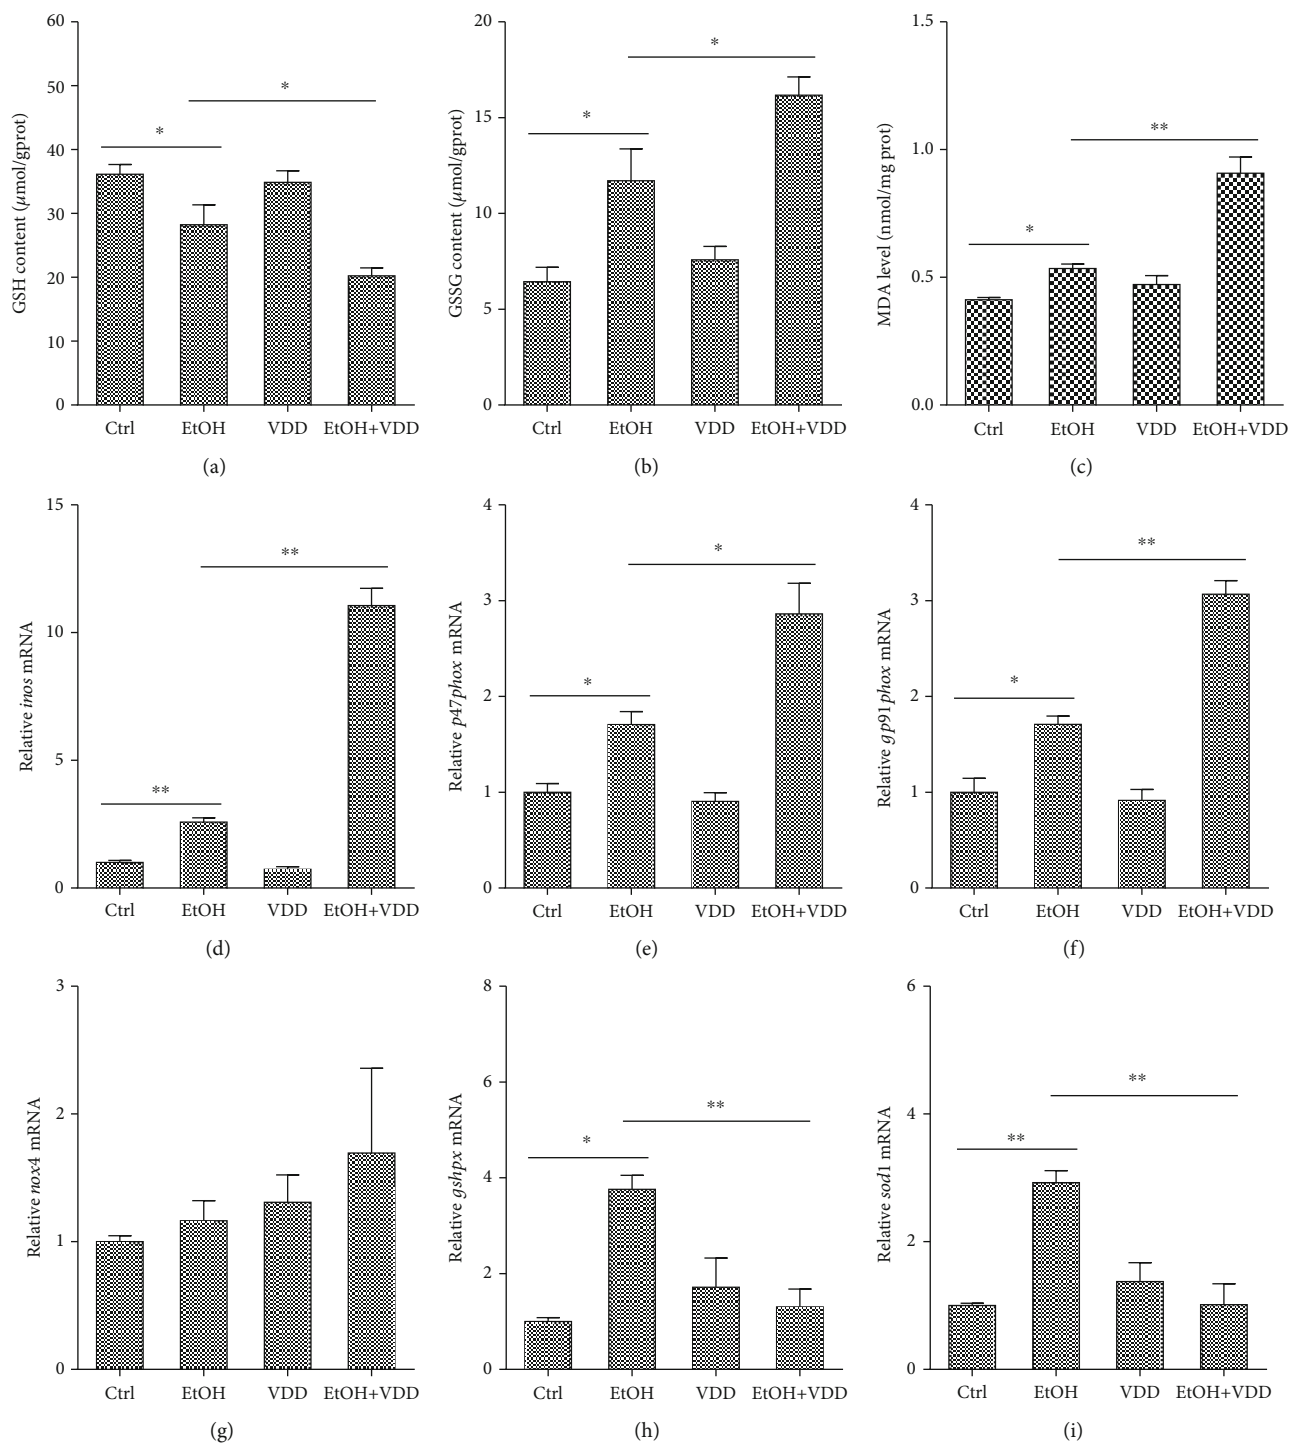 GSH content (μmol/gprot)
60
50
40
30
20
10
0
*
*
Ctrl EtOH VDD EtOH+VDD
(a)
GSSG content (μmol/gprot)
20
15
10
5
0
*
*
Ctrl EtOH VDD EtOH+VDD
(b)
MDA level (nmol/mg prot)
1.5
1.0
0.5
0.0
**
*
Ctrl EtOH VDD EtOH+VDD
(c)
Relative inos mRNA
15
10
5
0
**
**
Ctrl EtOH VDD EtOH+VDD
(d)
Relative p47phox mRNA
4
3
2
1
0
*
*
Ctrl EtOH VDD EtOH+VDD
(e)
Relative gp91phox mRNA
4
3
2
1
0
**
*
Ctrl EtOH VDD EtOH+VDD
(f)
Relative nox4 mRNA
3
2
1
0
Ctrl EtOH VDD EtOH+VDD
(g)
Relative gshpx mRNA
8
6
4
2
0
**
*
Ctrl EtOH VDD EtOH+VDD
(h)
Relative sod1 mRNA
6
4
2
0
**
**
Ctrl EtOH VDD EtOH+VDD
(i)